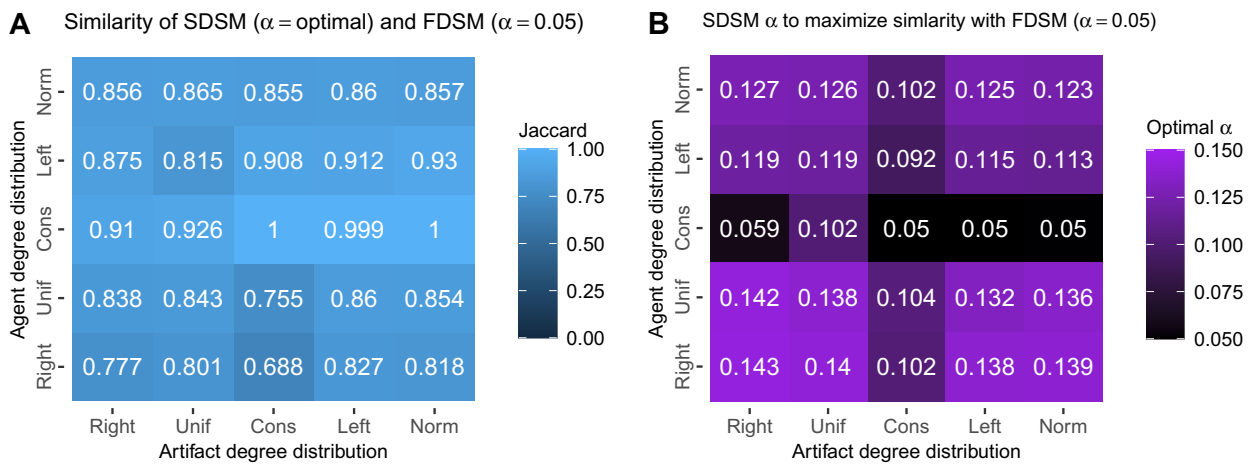 A Similarity of SDSM (α = optimal) and FDSM (α = 0.05)
Agent degree distribution
Norm 0.856 0.865 0.855 0.86 0.857
Left 0.875 0.815 0.908 0.912 0.93
Cons 0.91 0.926 1 0.999 1
Unif 0.838 0.843 0.755 0.86 0.854
Right 0.777 0.801 0.688 0.827 0.818
Right Unif Cons Left Norm
Artifact degree distribution
Jaccard
1.00
0.75
0.50
0.25
0.00
B SDSM α to maximize simlarity with FDSM (α = 0.05)
Agent degree distribution
Norm 0.127 0.126 0.102 0.125 0.123
Left 0.119 0.119 0.092 0.115 0.113
Cons 0.059 0.102 0.05 0.05 0.05
Unif 0.142 0.138 0.104 0.132 0.136
Right 0.143 0.14 0.102 0.138 0.139
Right Unif Cons Left Norm
Artifact degree distribution
Optimal α
0.150
0.125
0.100
0.075
0.050